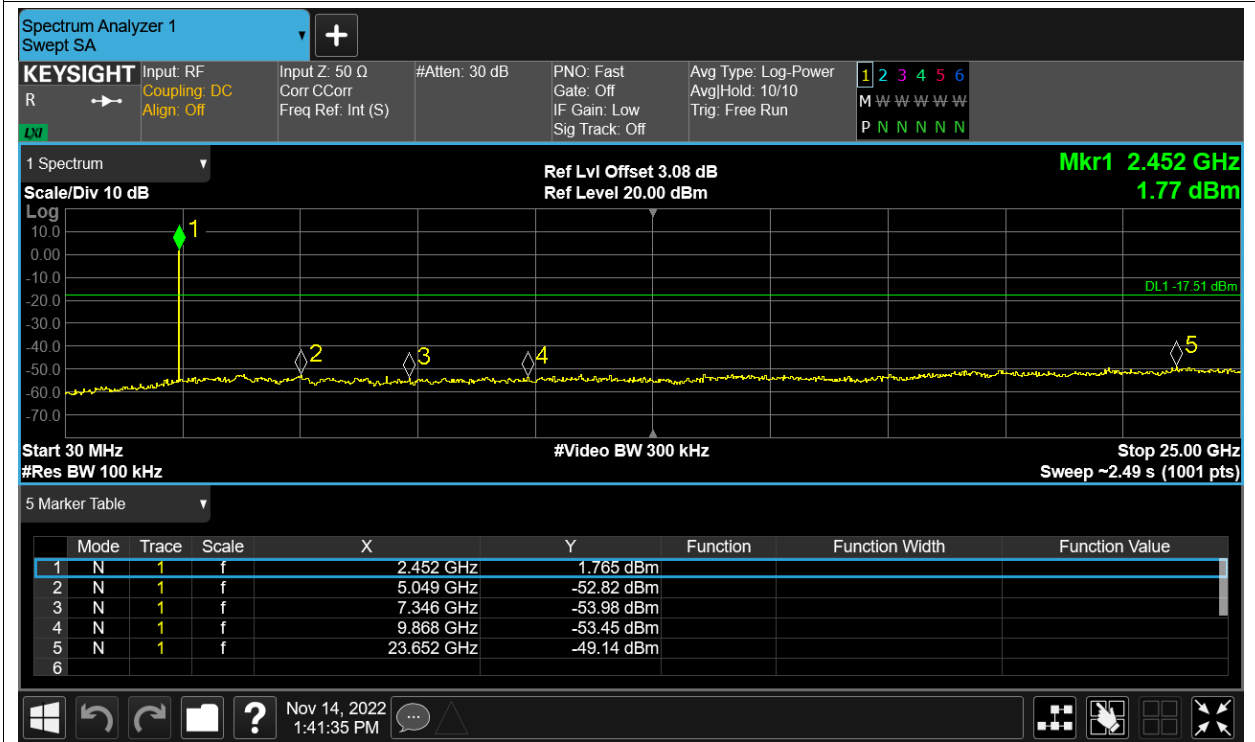 Spectrum Analyzer 1
Swept SA
+
KEYSIGHT
R
LXI
Input: RF
Coupling: DC
Align: Off
Input Z: 50 Ω
Corr CCorr
Freq Ref: Int (S)
#Atten: 30 dB
PNO: Fast
Gate: Off
IF Gain: Low
Sig Track: Off
Avg Type: Log-Power
Avg|Hold: 10/10
Trig: Free Run
1 2 3 4 5 6
M W W W W W
P N N N N N
1 Spectrum
Scale/Div 10 dB
Ref Lvl Offset 3.08 dB
Ref Level 20.00 dBm
Mkr1 2.452 GHz
1.77 dBm
Log
10.0
0.00
-10.0
-20.0
-30.0
-40.0
-50.0
-60.0
-70.0
1
2
3
4
5
DL1 -17.51 dBm
Start 30 MHz
#Res BW 100 kHz
#Video BW 300 kHz
Stop 25.00 GHz
Sweep ~2.49 s (1001 pts)
5 Marker Table
Mode Trace Scale X Y Function Function Width Function Value
1 N 1 f 2.452 GHz 1.765 dBm
2 N 1 f 5.049 GHz -52.82 dBm
3 N 1 f 7.346 GHz -53.98 dBm
4 N 1 f 9.868 GHz -53.45 dBm
5 N 1 f 23.652 GHz -49.14 dBm
6
?
Nov 14, 2022
1:41:35 PM